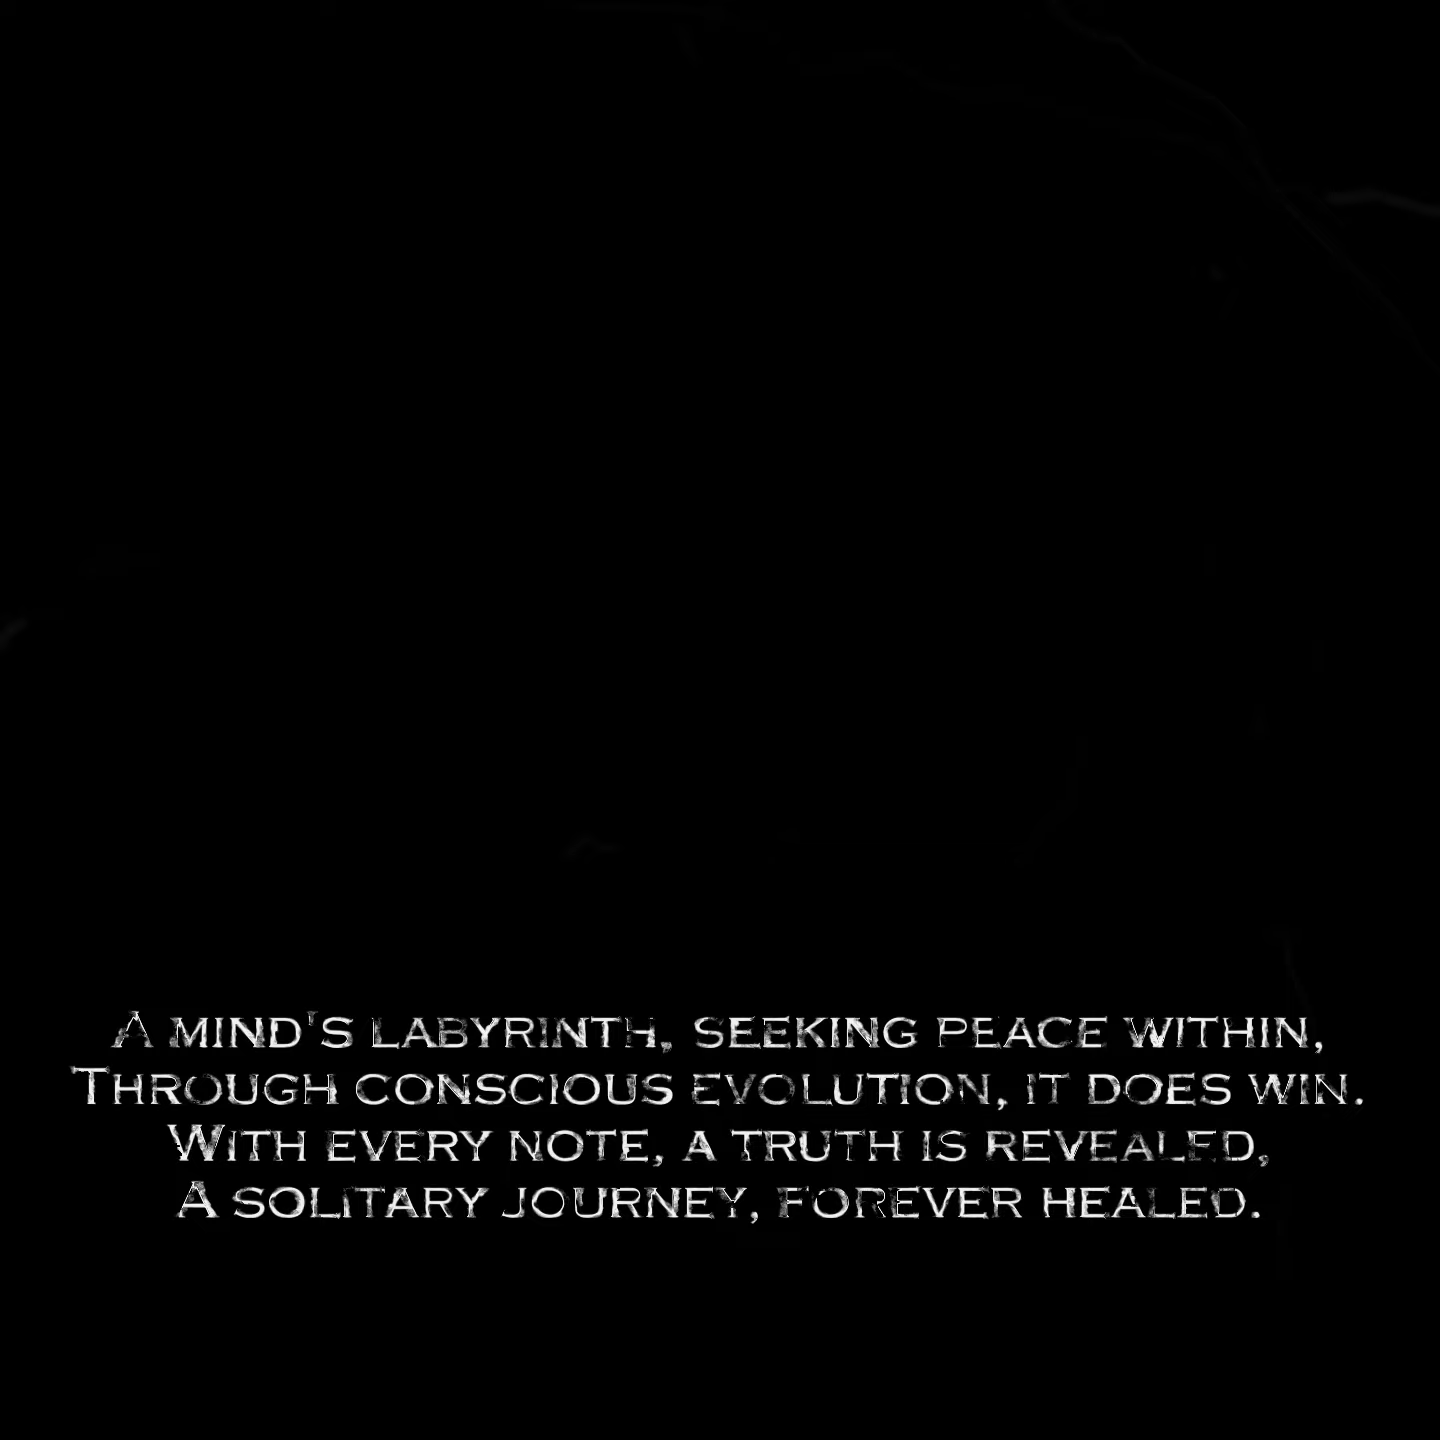 A mind's labyrinth, seeking peace within,
Through conscious evolution, it does win.
With every note, a truth is revealed,
A solitary journey, forever healed.